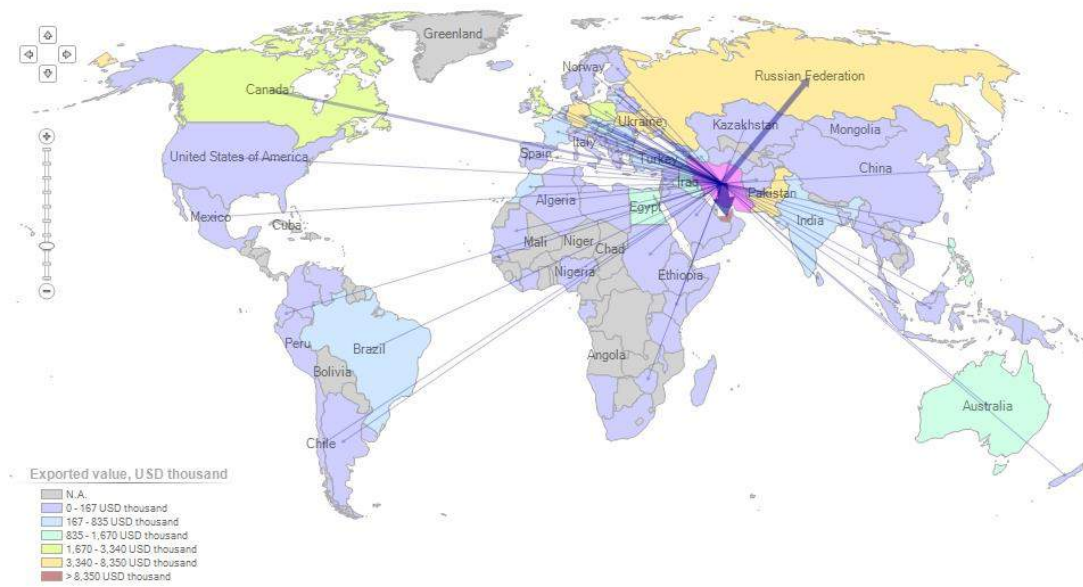 Greenland
Norway
Russian Federation
Canada
Ukraine
Kazakhstan
Mongolia
Italy
Spain
Turkey
United States of America
China
Iraq
Pakistan
Algeria
Egypt
India
Mexico
Cuba
Mali
Niger
Chad
Nigeria
Ethiopia
Peru
Brazil
Angola
Bolivia
Australia
Chile
Exported value, USD thousand
N.A.
0 - 167 USD thousand
167 - 835 USD thousand
835 - 1,670 USD thousand
1,670 - 3,340 USD thousand
3,340 - 8,350 USD thousand
> 8,350 USD thousand